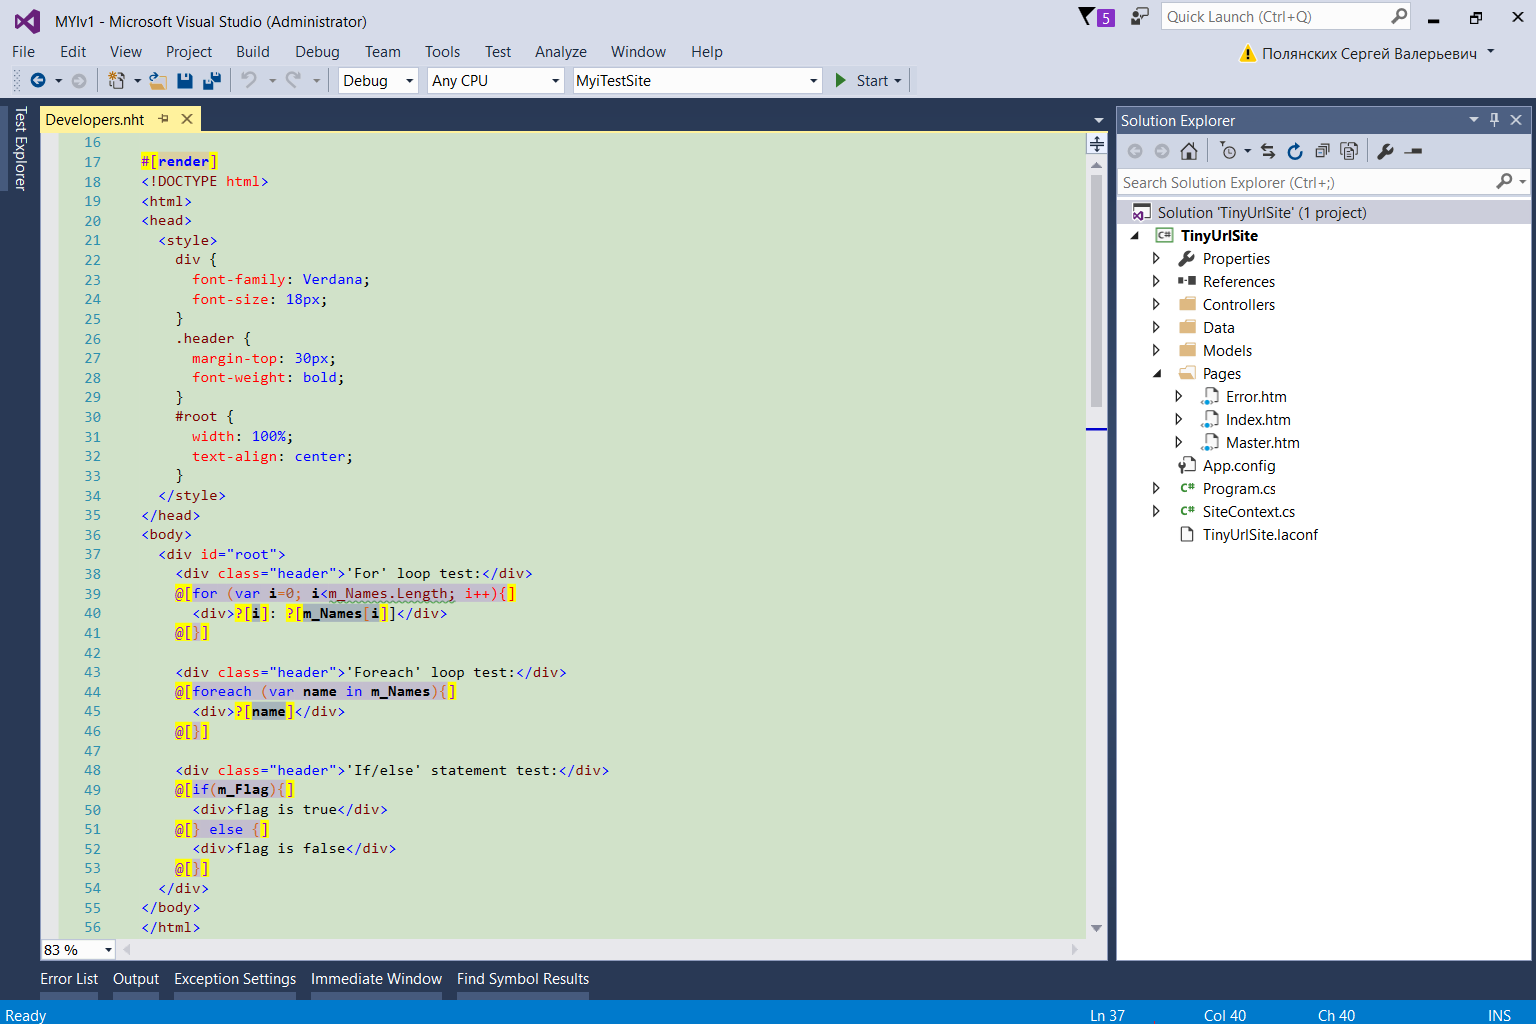 MYIv1 - Microsoft Visual Studio (Administrator)
5
Quick Launch (Ctrl+Q)
File Edit View Project Build Debug Team Tools Test Analyze Window Help
Полянских Сергей Валерьевич
Debug Any CPU MyiTestSite Start
Test Explorer
Developers.nht
16
17 #[render]
18 <!DOCTYPE html>
19 <html>
20 <head>
21 <style>
22 div {
23 font-family: Verdana;
24 font-size: 18px;
25 }
26 .header {
27 margin-top: 30px;
28 font-weight: bold;
29 }
30 #root {
31 width: 100%;
32 text-align: center;
33 }
34 </style>
35 </head>
36 <body>
37 <div id="root">
38 <div class="header">'For' loop test:</div>
39 @[for (var i=0; i<m_Names.Length; i++){]
40 <div>?[i]: ?[m_Names[i]]</div>
41 @[}]
42
43 <div class="header">'Foreach' loop test:</div>
44 @[foreach (var name in m_Names){]
45 <div>?[name]</div>
46 @[}]
47
48 <div class="header">'If/else' statement test:</div>
49 @[if(m_Flag){]
50 <div>flag is true</div>
51 @[} else {]
52 <div>flag is false</div>
53 @[}]
54 </div>
55 </body>
56 </html>
83 %
Solution Explorer
Search Solution Explorer (Ctrl+;)
Solution 'TinyUrlSite' (1 project)
C# TinyUrlSite
Properties
References
Controllers
Data
Models
Pages
Error.htm
Index.htm
Master.htm
App.config
C# Program.cs
C# SiteContext.cs
TinyUrlSite.laconf
Error List Output Exception Settings Immediate Window Find Symbol Results
Ready Ln 37 Col 40 Ch 40 INS